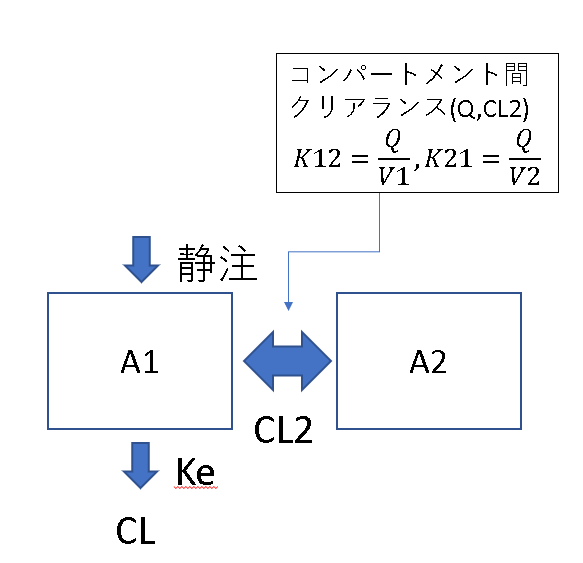 コンパートメント間
クリアランス(Q,CL2)
K12 = Q/V1, K21 = Q/V2
静注
A1
A2
CL2
Ke
CL